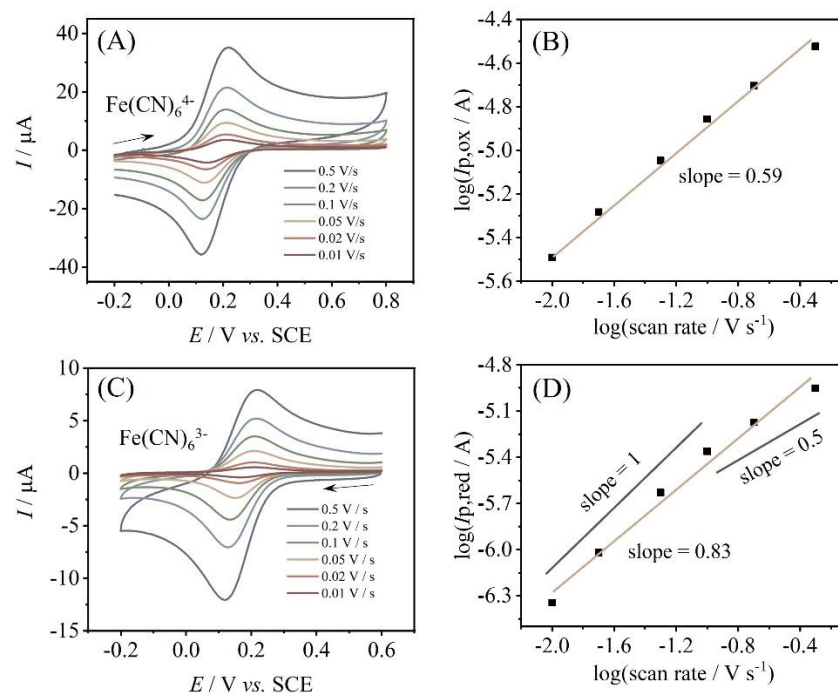 (A)
Fe(CN)₆⁴⁻
I / μA
40
20
0
-20
-40
0.5 V/s
0.2 V/s
0.1 V/s
0.05 V/s
0.02 V/s
0.01 V/s
-0.2 0.0 0.2 0.4 0.6 0.8
E / V vs. SCE
(B)
log(Ip,ox / A)
-4.4
-4.6
-4.8
-5.0
-5.2
-5.4
-5.6
slope = 0.59
-2.0 -1.6 -1.2 -0.8 -0.4
log(scan rate / V s⁻¹)
(C)
Fe(CN)₆³⁻
I / μA
10
5
0
-5
-10
-15
0.5 V / s
0.2 V / s
0.1 V / s
0.05 V / s
0.02 V / s
0.01 V / s
-0.2 0.0 0.2 0.4 0.6
E / V vs. SCE
(D)
log(Ip,red / A)
-4.8
-5.1
-5.4
-5.7
-6.0
-6.3
slope = 1
slope = 0.5
slope = 0.83
-2.0 -1.6 -1.2 -0.8 -0.4
log(scan rate / V s⁻¹)